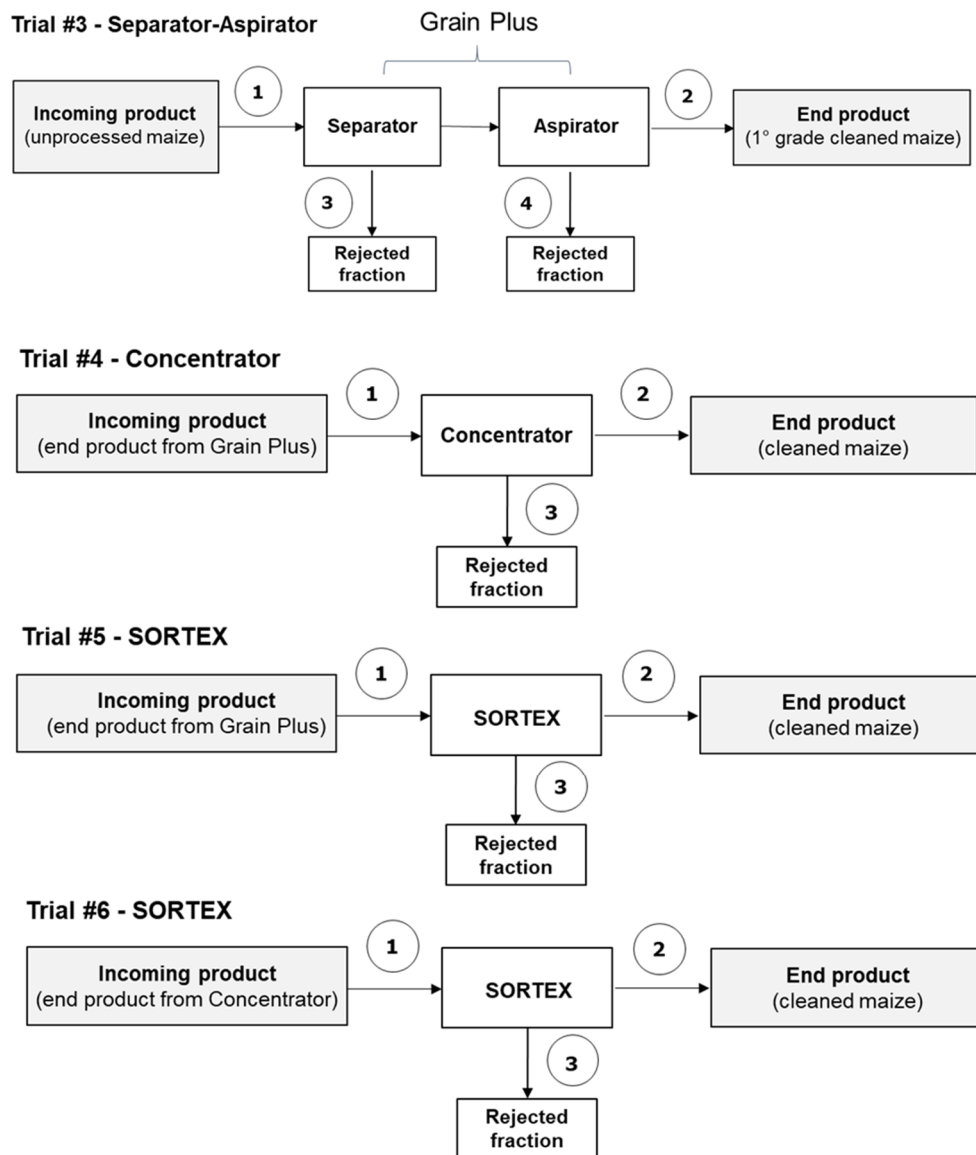 Trial #3 - Separator-Aspirator
Grain Plus
1
2
Incoming product
(unprocessed maize)
Separator
Aspirator
End product
(1° grade cleaned maize)
3
4
Rejected
fraction
Rejected
fraction
Trial #4 - Concentrator
1
2
Incoming product
(end product from Grain Plus)
Concentrator
End product
(cleaned maize)
3
Rejected
fraction
Trial #5 - SORTEX
1
2
Incoming product
(end product from Grain Plus)
SORTEX
End product
(cleaned maize)
3
Rejected
fraction
Trial #6 - SORTEX
1
2
Incoming product
(end product from Concentrator)
SORTEX
End product
(cleaned maize)
3
Rejected
fraction